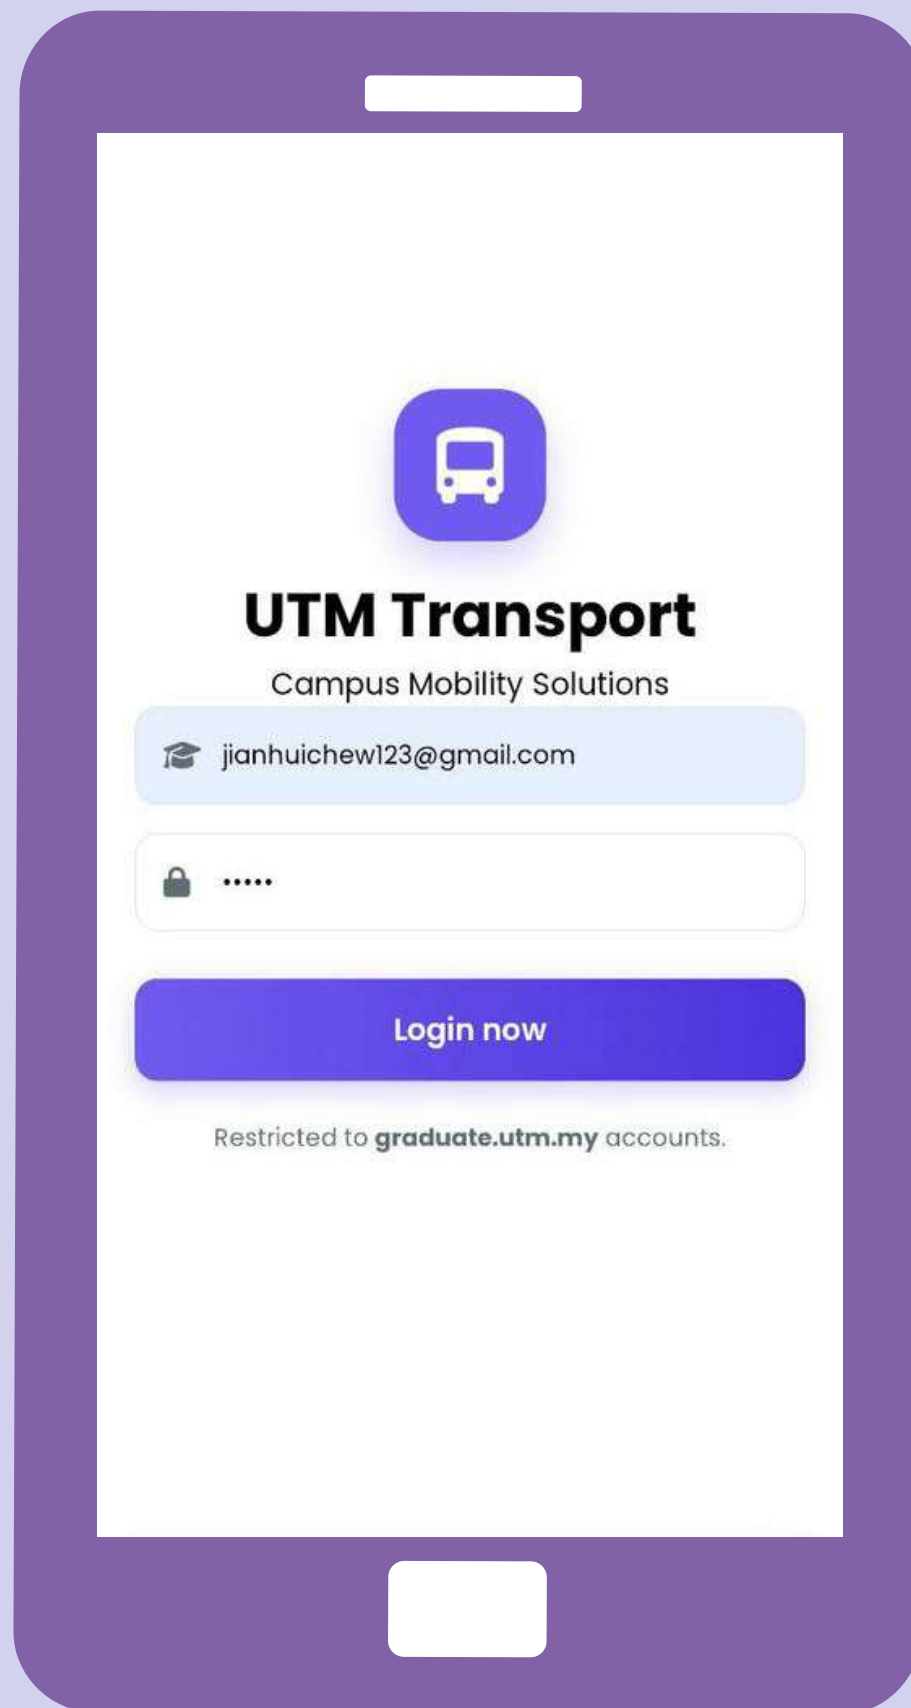 UTM Transport
Campus Mobility Solutions
jianhuichew123@gmail.com
•••••
Login now
Restricted to graduate.utm.my accounts.